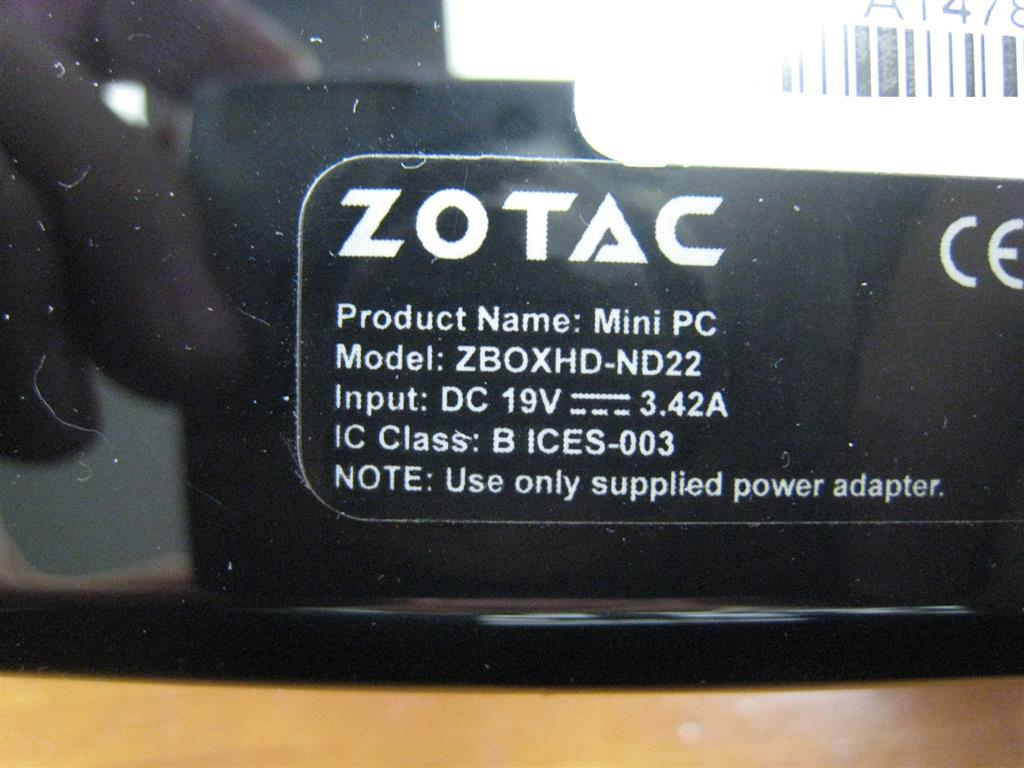 A1478
ZOTAC
CE
Product Name: Mini PC
Model: ZBOXHD-ND22
Input: DC 19V ⎓ 3.42A
IC Class: B ICES-003
NOTE: Use only supplied power adapter.